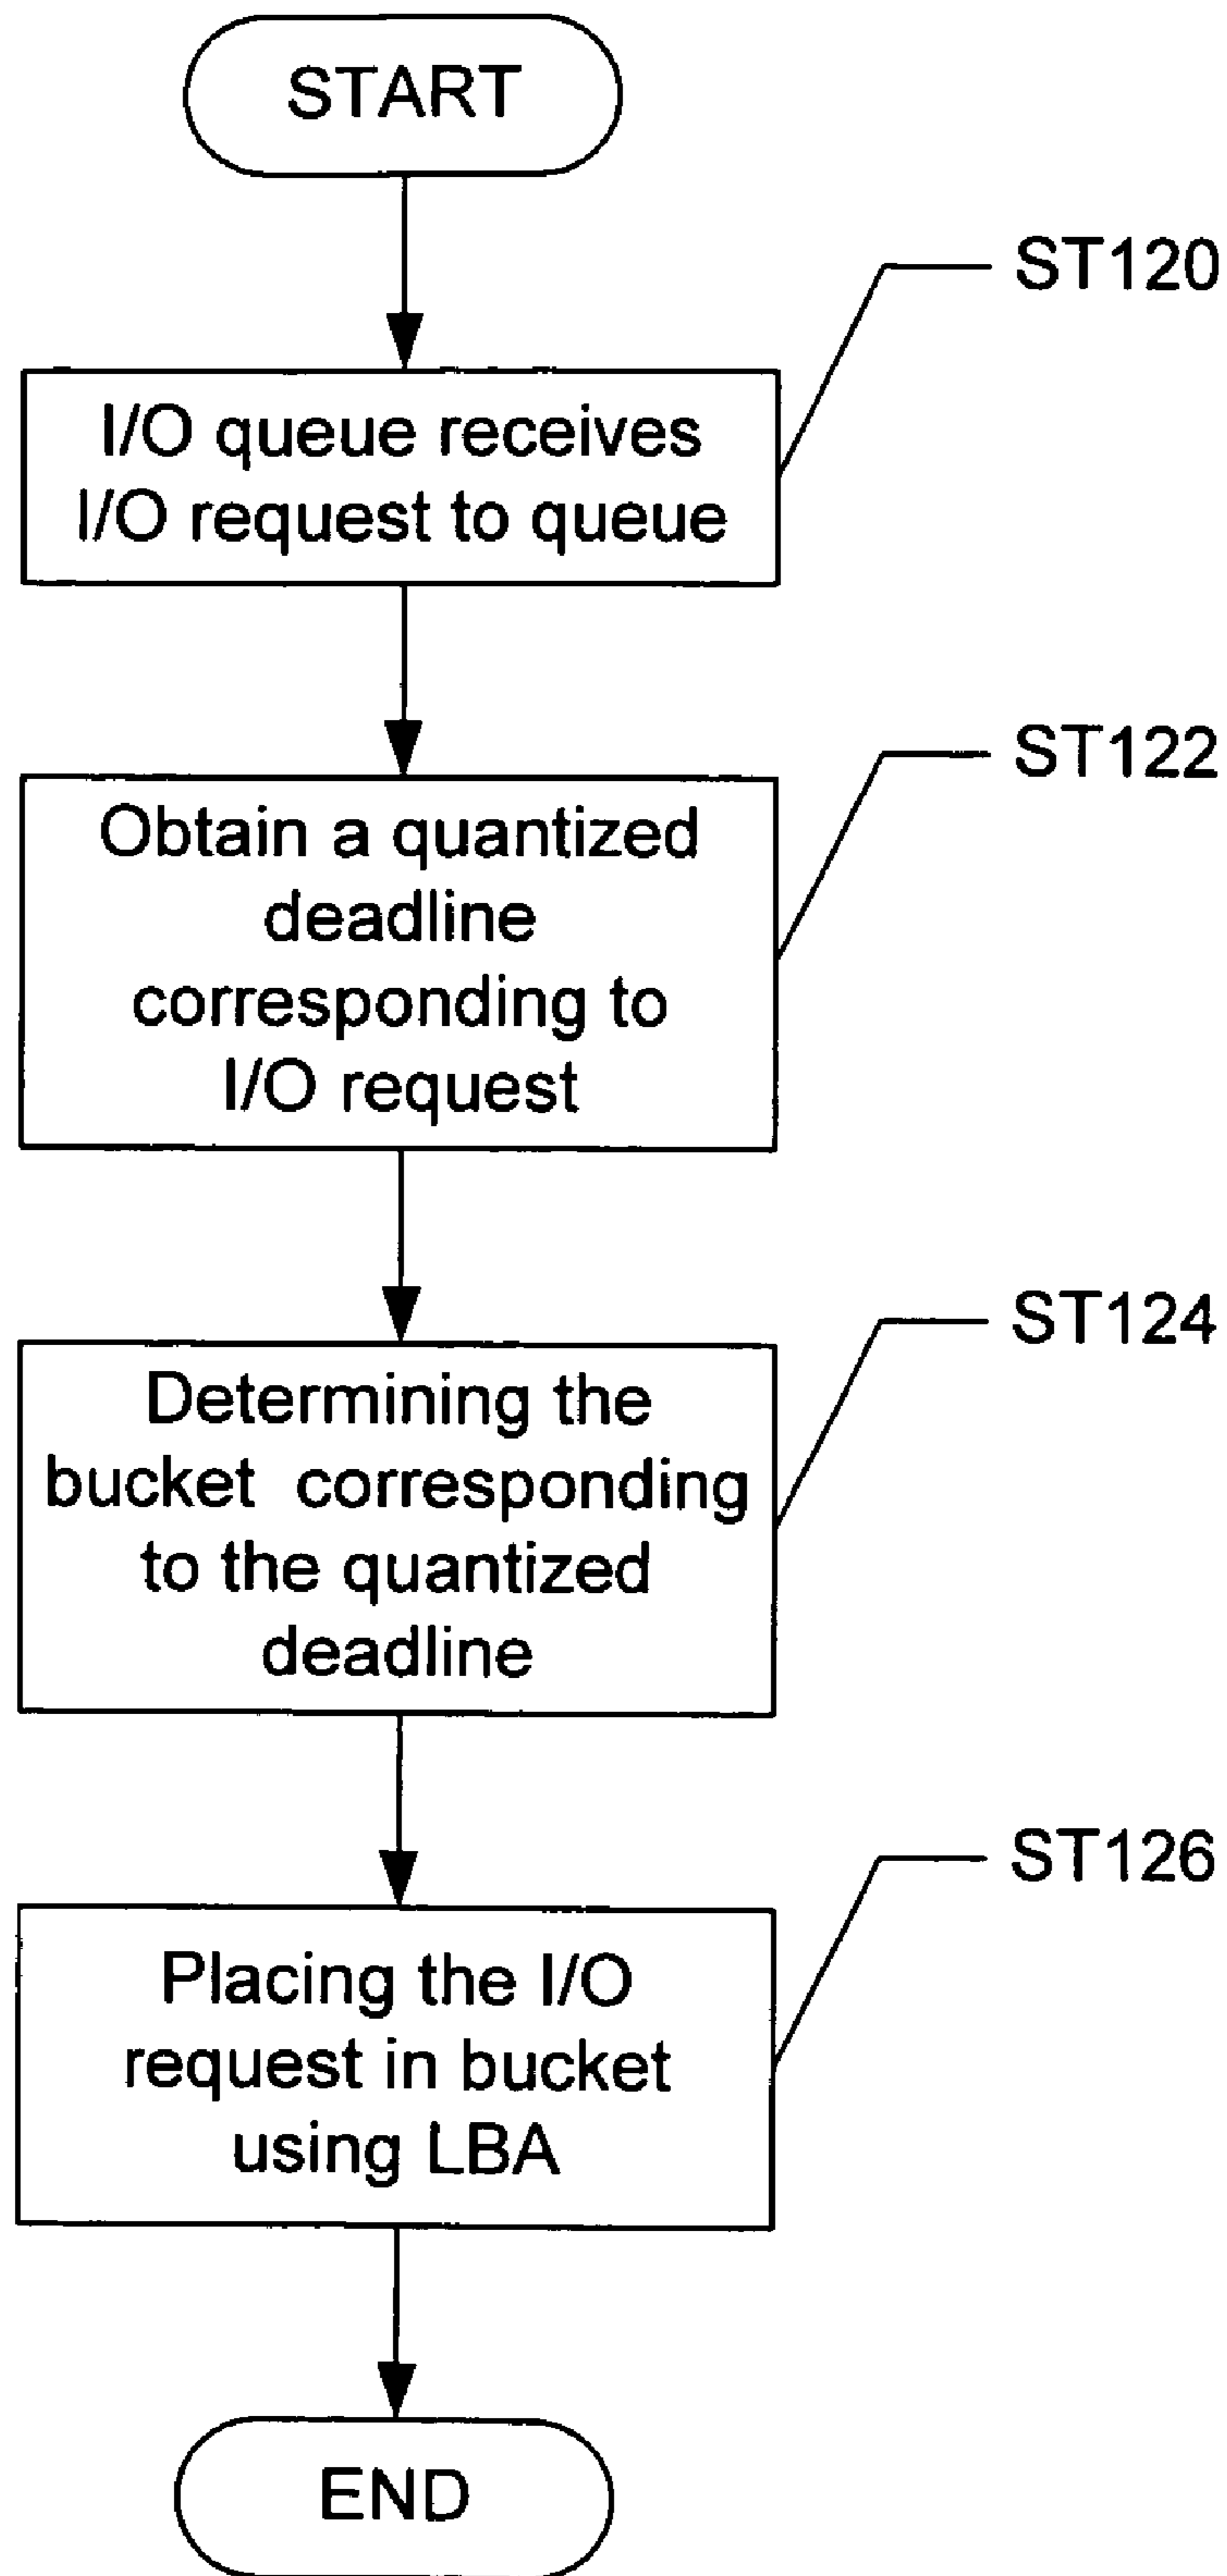 START
ST120
I/O queue receives
I/O request to queue
ST122
Obtain a quantized
deadline
corresponding to
I/O request
ST124
Determining the
bucket corresponding
to the quantized
deadline
ST126
Placing the I/O
request in bucket
using LBA
END